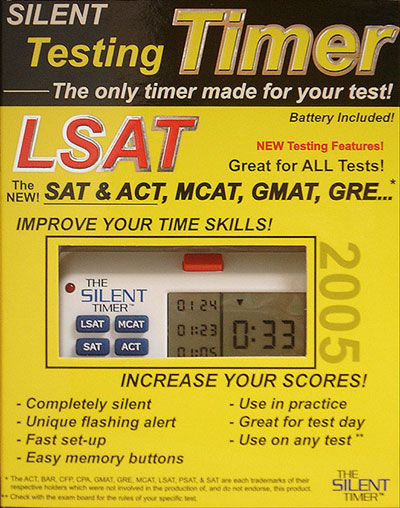 SILENT
Testing Timer
The only timer made for your test!
Battery Included!
LSAT
NEW Testing Features!
Great for ALL Tests!
The NEW! SAT & ACT, MCAT, GMAT, GRE...*
IMPROVE YOUR TIME SKILLS!
THE
SILENT
TIMER™
LSAT MCAT
SAT ACT
01:24
01:23
01:05
0:33
2005
INCREASE YOUR SCORES!
- Completely silent
- Unique flashing alert
- Fast set-up
- Easy memory buttons
- Use in practice
- Great for test day
- Use on any test **
* The ACT, BAR, CFP, CPA, GMAT, GRE, MCAT, LSAT, PSAT, & SAT are each trademarks of their
respective holders which were not involved in the production of, and do not endorse, this product.
** Check with the exam board for the rules of your specific test.
THE
SILENT
TIMER™